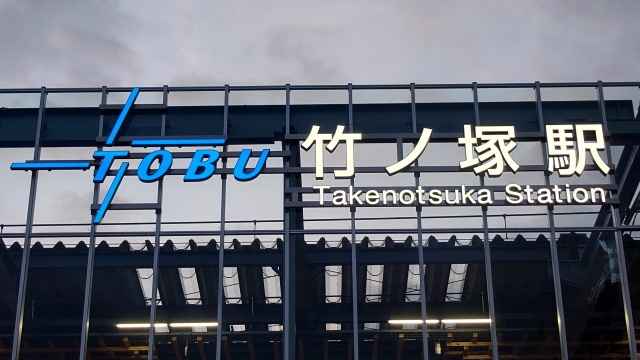 TOBU
竹ノ塚駅
Takenotsuka Station